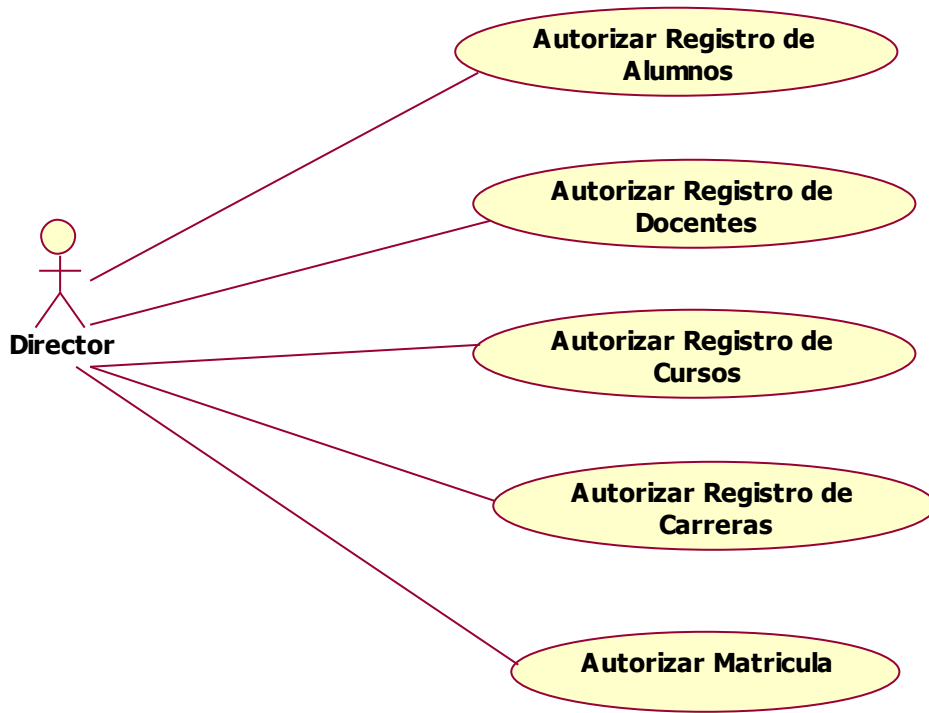 Autorizar Registro de
Alumnos
Autorizar Registro de
Docentes
Director
Autorizar Registro de
Cursos
Autorizar Registro de
Carreras
Autorizar Matricula